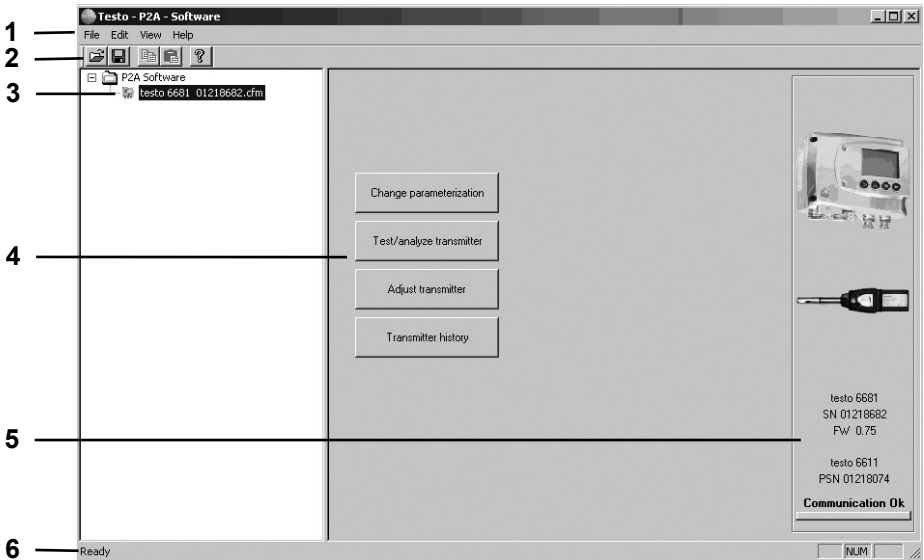 Testo - P2A - Software
1
File Edit View Help
2
P2A Software
3
testo 6681 01218682.cfm
Change parameterization
Test/analyze transmitter
4
Adjust transmitter
Transmitter history
testo 6681
SN 01218682
5
FW 0.75
testo 6611
PSN 01218074
Communication Ok
6
Ready
NUM